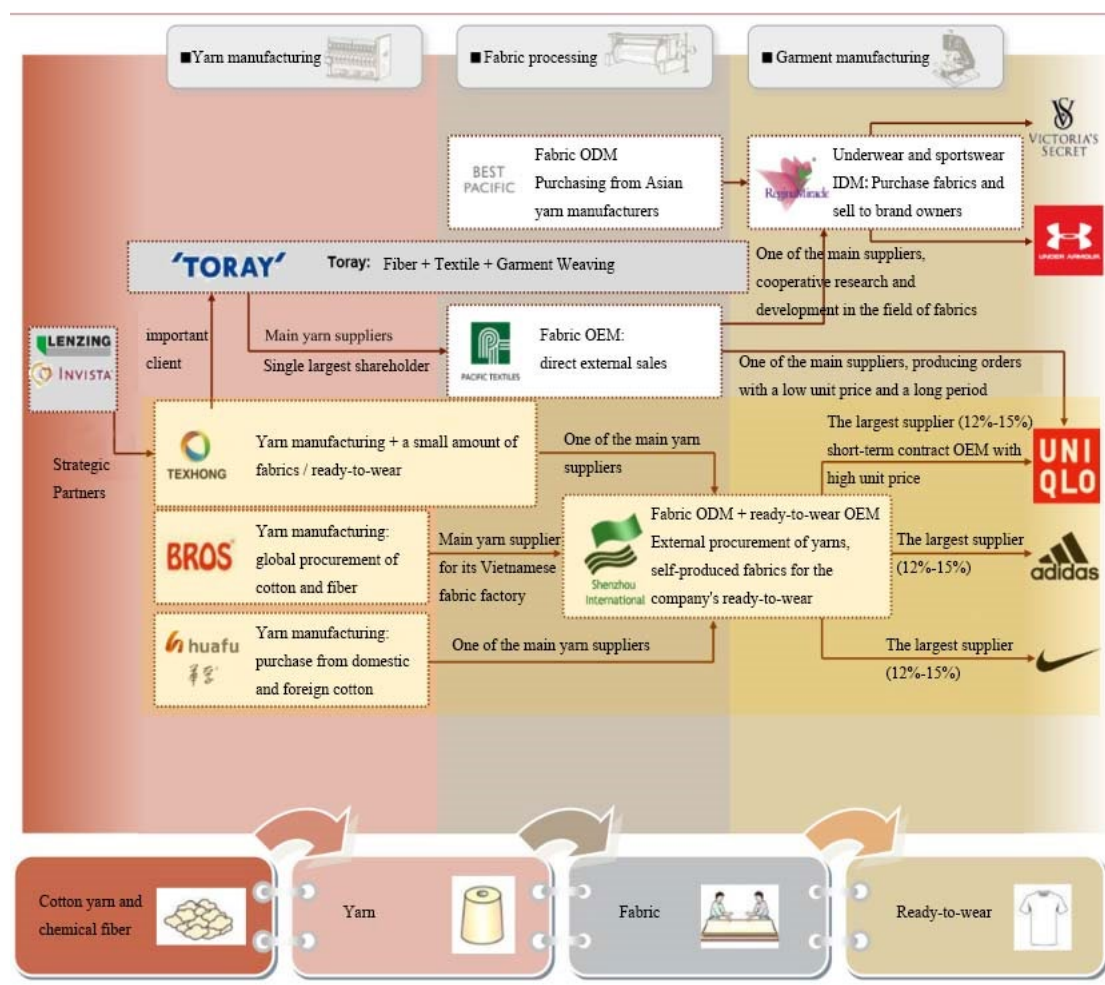 ■Yarn manufacturing
■ Fabric processing
■ Garment manufacturing
VS
VICTORIA'S
SECRET
BEST
PACIFIC
Fabric ODM
Purchasing from Asian
yarn manufacturers
ReginaMiracle
Underwear and sportswear
IDM: Purchase fabrics and
sell to brand owners
UNDER ARMOUR
'TORAY'
Toray: Fiber + Textile + Garment Weaving
One of the main suppliers,
cooperative research and
development in the field of fabrics
LENZING
INVISTA
important
client
Main yarn suppliers
Single largest shareholder
PACIFIC TEXTILES
Fabric OEM:
direct external sales
One of the main suppliers, producing orders
with a low unit price and a long period
Strategic
Partners
TEXHONG
Yarn manufacturing + a small amount of
fabrics / ready-to-wear
One of the main yarn
suppliers
The largest supplier (12%-15%)
short-term contract OEM with
high unit price
UNI
QLO
BROS
Yarn manufacturing:
global procurement of
cotton and fiber
Main yarn supplier
for its Vietnamese
fabric factory
Shenzhou
International
Fabric ODM + ready-to-wear OEM
External procurement of yarns,
self-produced fabrics for the
company's ready-to-wear
The largest supplier
(12%-15%)
adidas
huafu
华孚
Yarn manufacturing:
purchase from domestic
and foreign cotton
One of the main yarn suppliers
The largest supplier
(12%-15%)
Cotton yarn and
chemical fiber
Yarn
Fabric
Ready-to-wear